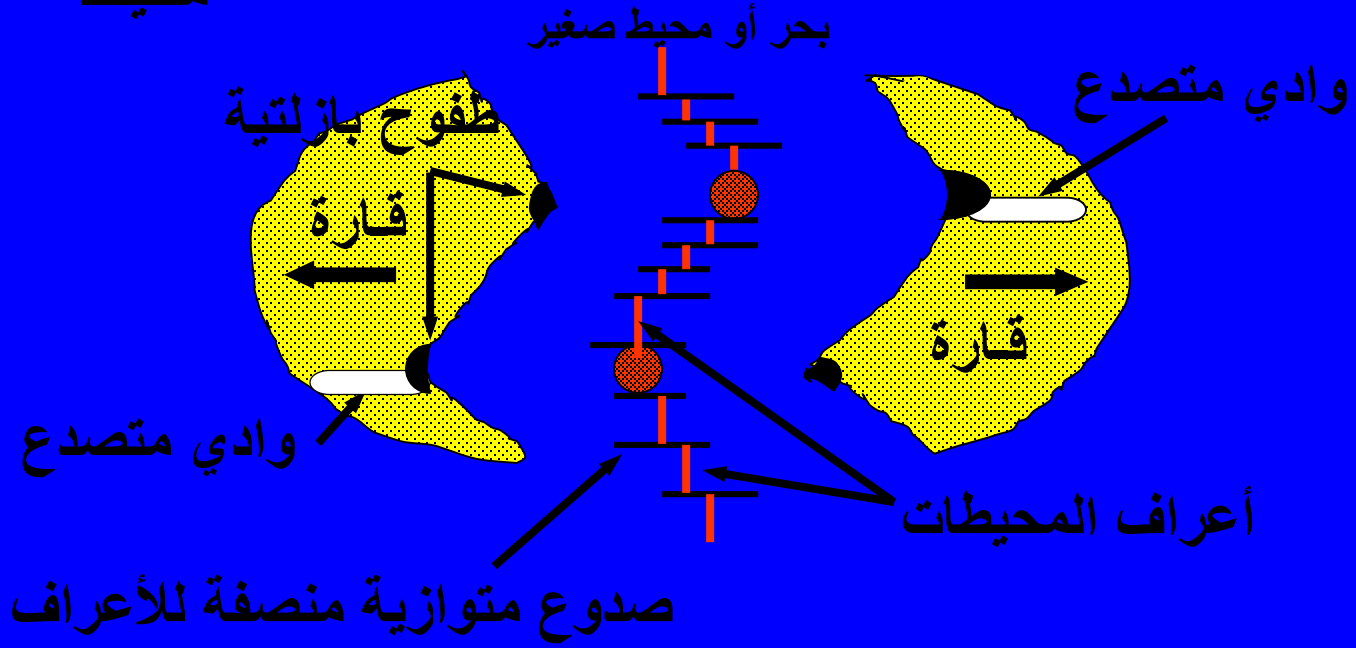 بحر أو محيط صغير
وادي متصدع
طفوح بازلتية
قارة
قارة
وادي متصدع
أعراف المحيطات
صدوع متوازية منصفة للأعراف